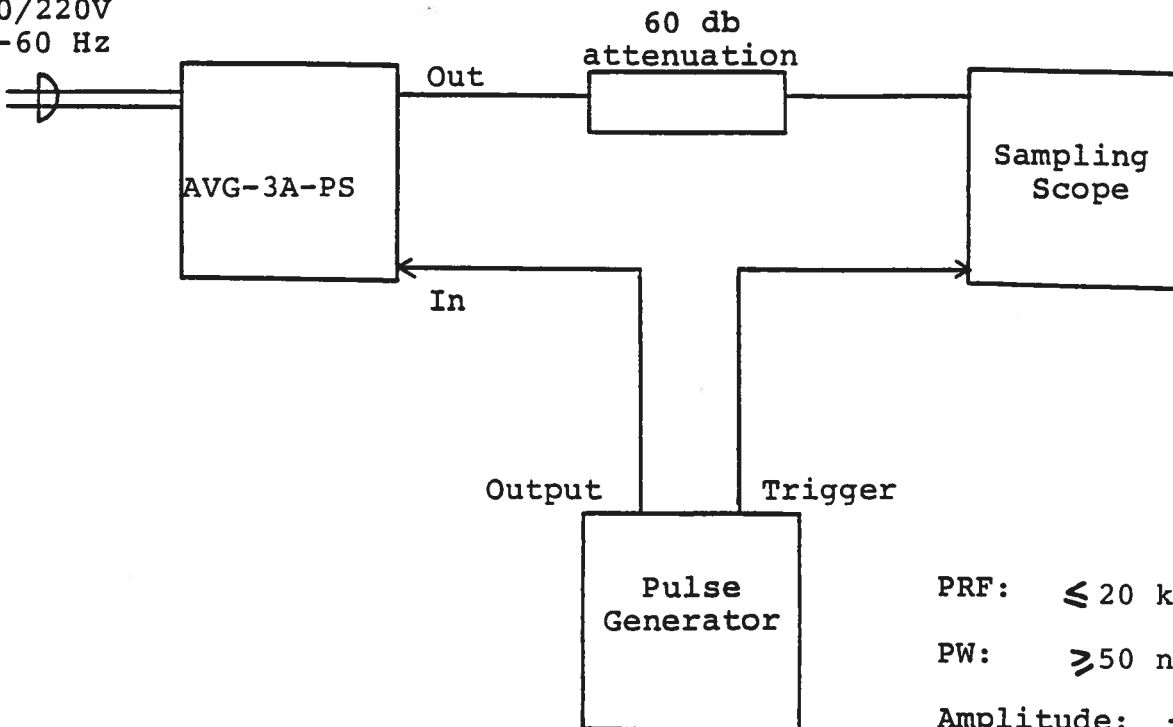 0/220V
-60 Hz
60 db
attenuation
Out
AVG-3A-PS
Sampling
Scope
In
Output
Trigger
Pulse
Generator
PRF: ≤ 20 k
PW: ≥ 50 n
Amplitude: